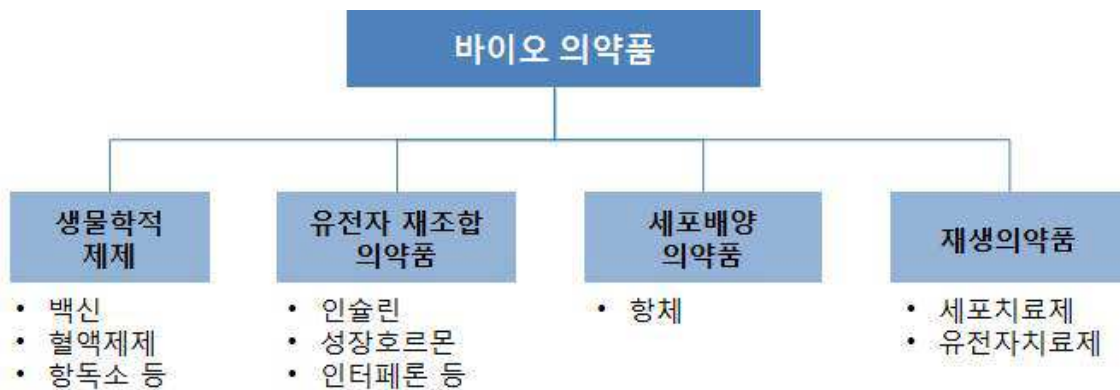 바이오 의약품
생물학적
제제
• 백신
• 혈액제제
• 항독소 등
유전자 재조합
의약품
• 인슐린
• 성장호르몬
• 인터페론 등
세포배양
의약품
• 항체
재생의약품
• 세포치료제
• 유전자치료제